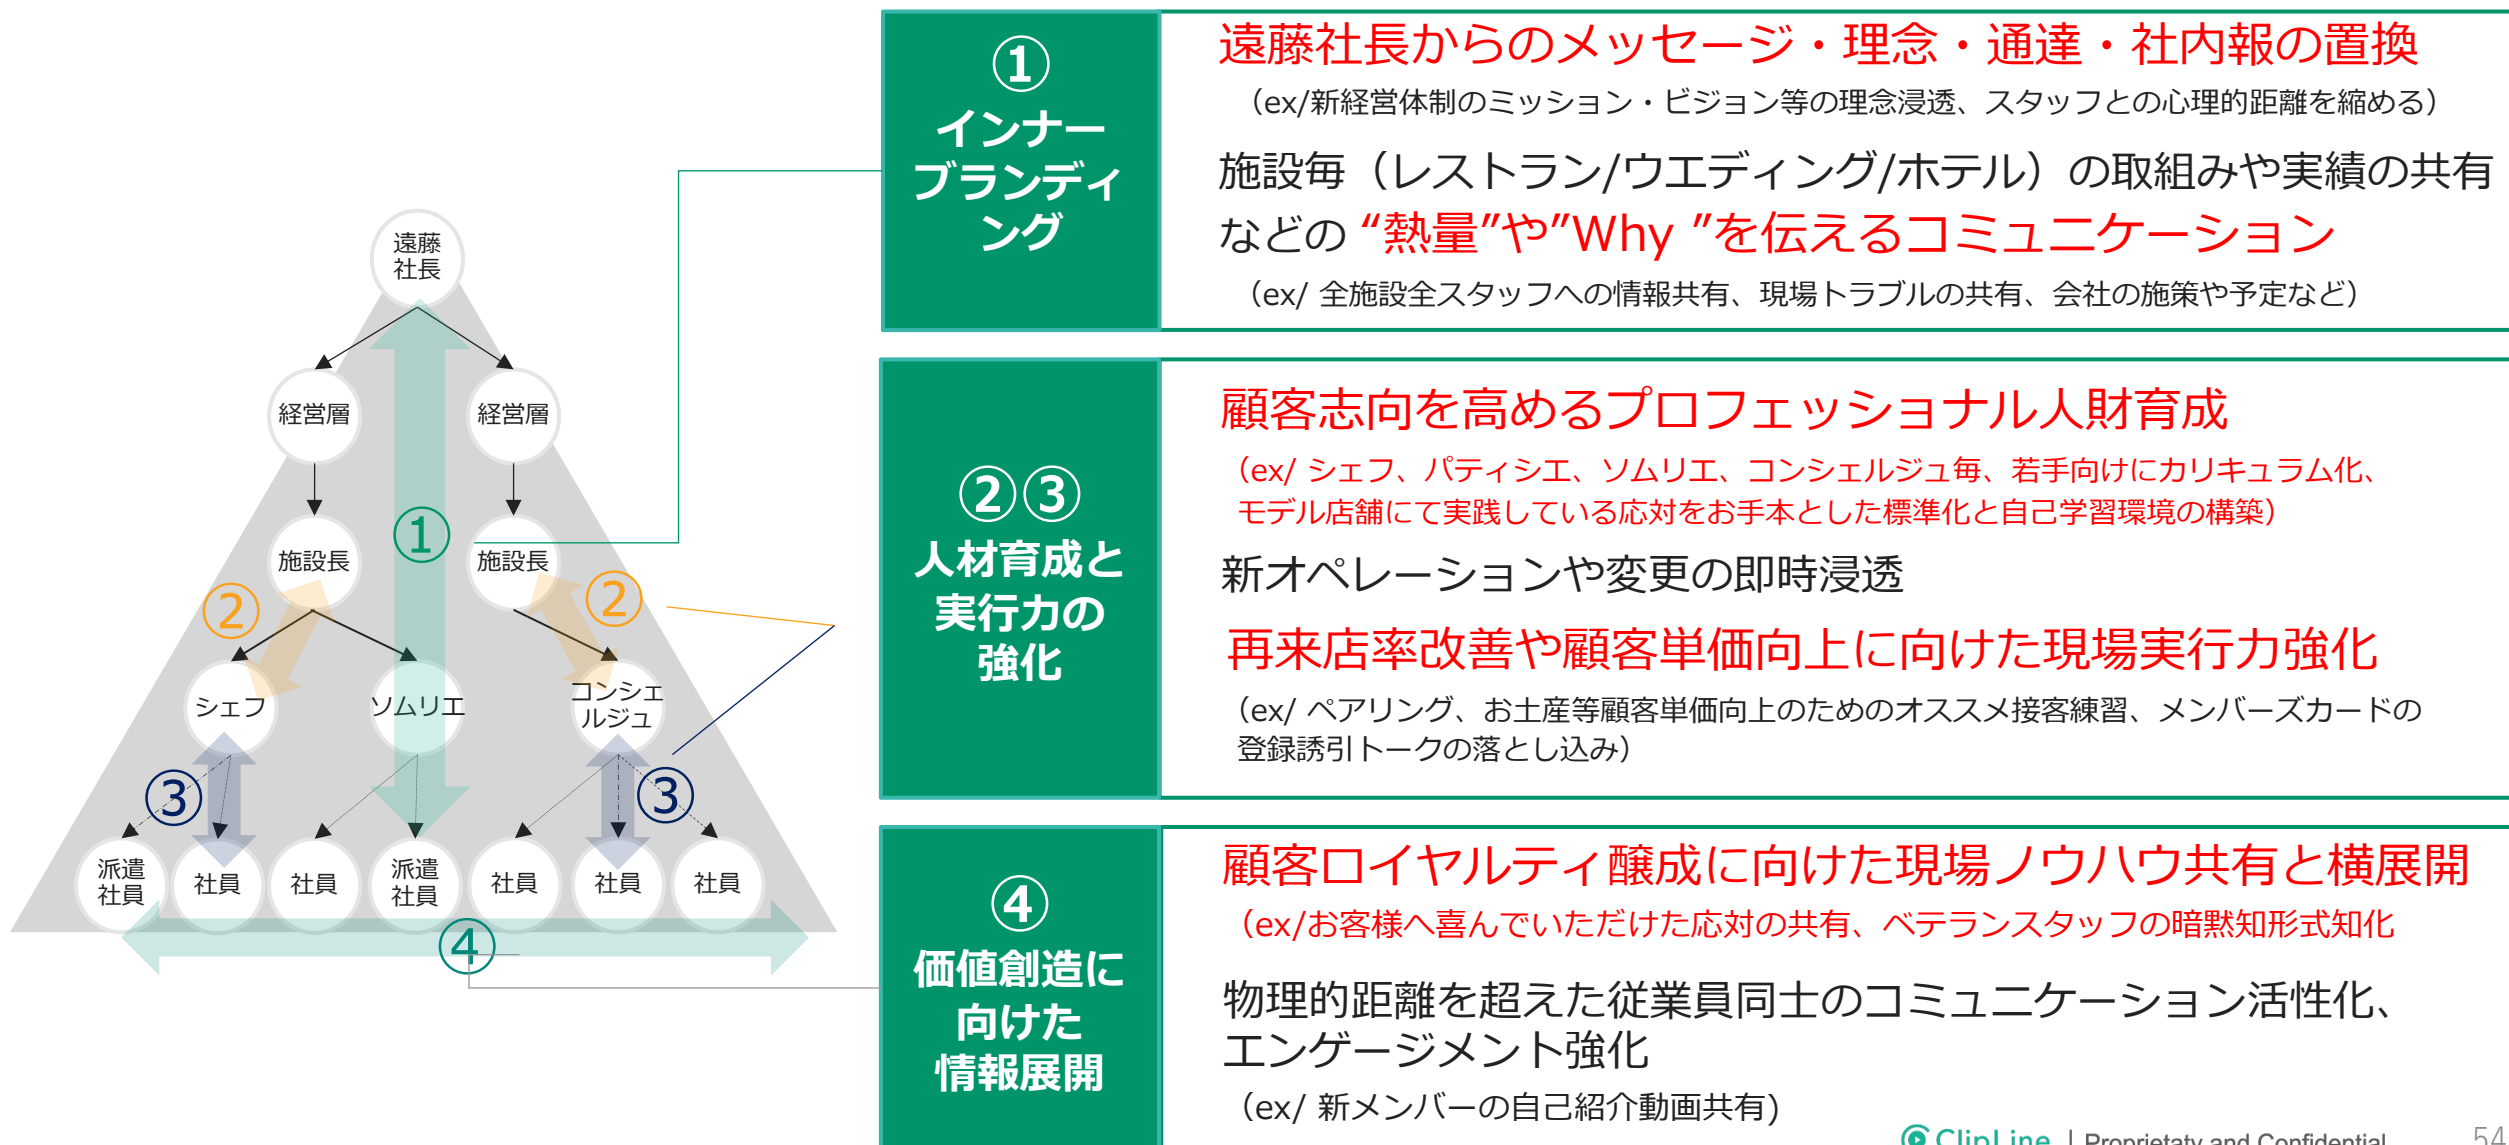 遠藤
社長
経営層
経営層
①
施設長
施設長
②
②
シェフ
ソムリエ
コンシェ
ルジュ
③
③
派遣
社員
社員
社員
派遣
社員
社員
社員
社員
④
①
インナー
ブランディ
ング
遠藤社長からのメッセージ・理念・通達・社内報の置換
（ex/新経営体制のミッション・ビジョン等の理念浸透、スタッフとの心理的距離を縮める）
施設毎（レストラン/ウエディング/ホテル）の取組みや実績の共有
などの “熱量”や”Why ”を伝えるコミュニケーション
（ex/ 全施設全スタッフへの情報共有、現場トラブルの共有、会社の施策や予定など）
②③
人材育成と
実行力の
強化
顧客志向を高めるプロフェッショナル人財育成
（ex/ シェフ、パティシエ、ソムリエ、コンシェルジュ毎、若手向けにカリキュラム化、
モデル店舗にて実践している応対をお手本とした標準化と自己学習環境の構築）
新オペレーションや変更の即時浸透
再来店率改善や顧客単価向上に向けた現場実行力強化
（ex/ ペアリング、お土産等顧客単価向上のためのオススメ接客練習、メンバーズカードの
登録誘引トークの落とし込み）
④
価値創造に
向けた
情報展開
顧客ロイヤルティ醸成に向けた現場ノウハウ共有と横展開
（ex/お客様へ喜んでいただけた応対の共有、ベテランスタッフの暗黙知形式知化
物理的距離を超えた従業員同士のコミュニケーション活性化、
エンゲージメント強化
（ex/ 新メンバーの自己紹介動画共有)
ClipLine | Proprietaty and Confidential 54